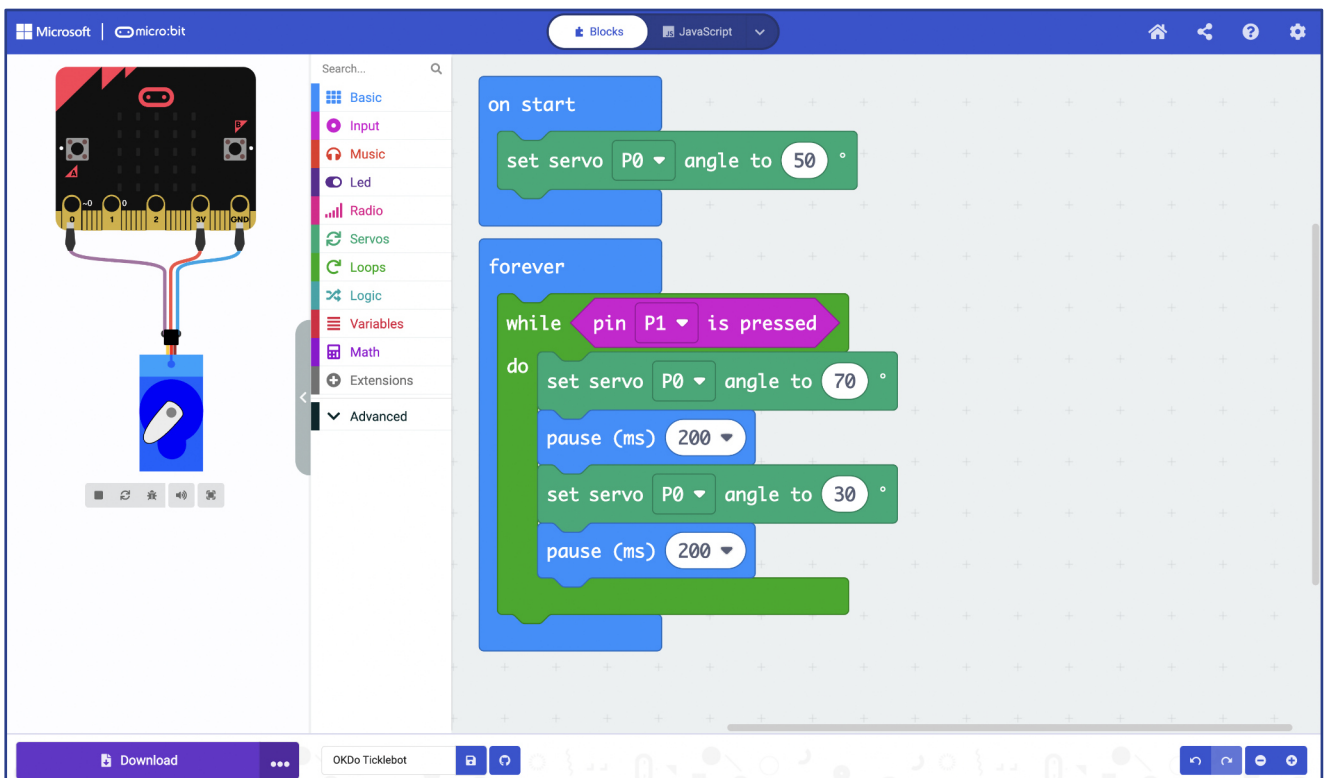 Microsoft micro:bit
Blocks
JavaScript
Search...
Basic
Input
Music
Led
Radio
Servos
Loops
Logic
Variables
Math
Extensions
Advanced
A
B
~0 0
0 1 2 3V GND
on start
set servo P0 angle to 50 °
forever
while pin P1 is pressed
do
set servo P0 angle to 70 °
pause (ms) 200
set servo P0 angle to 30 °
pause (ms) 200
Download
OKDo Ticklebot